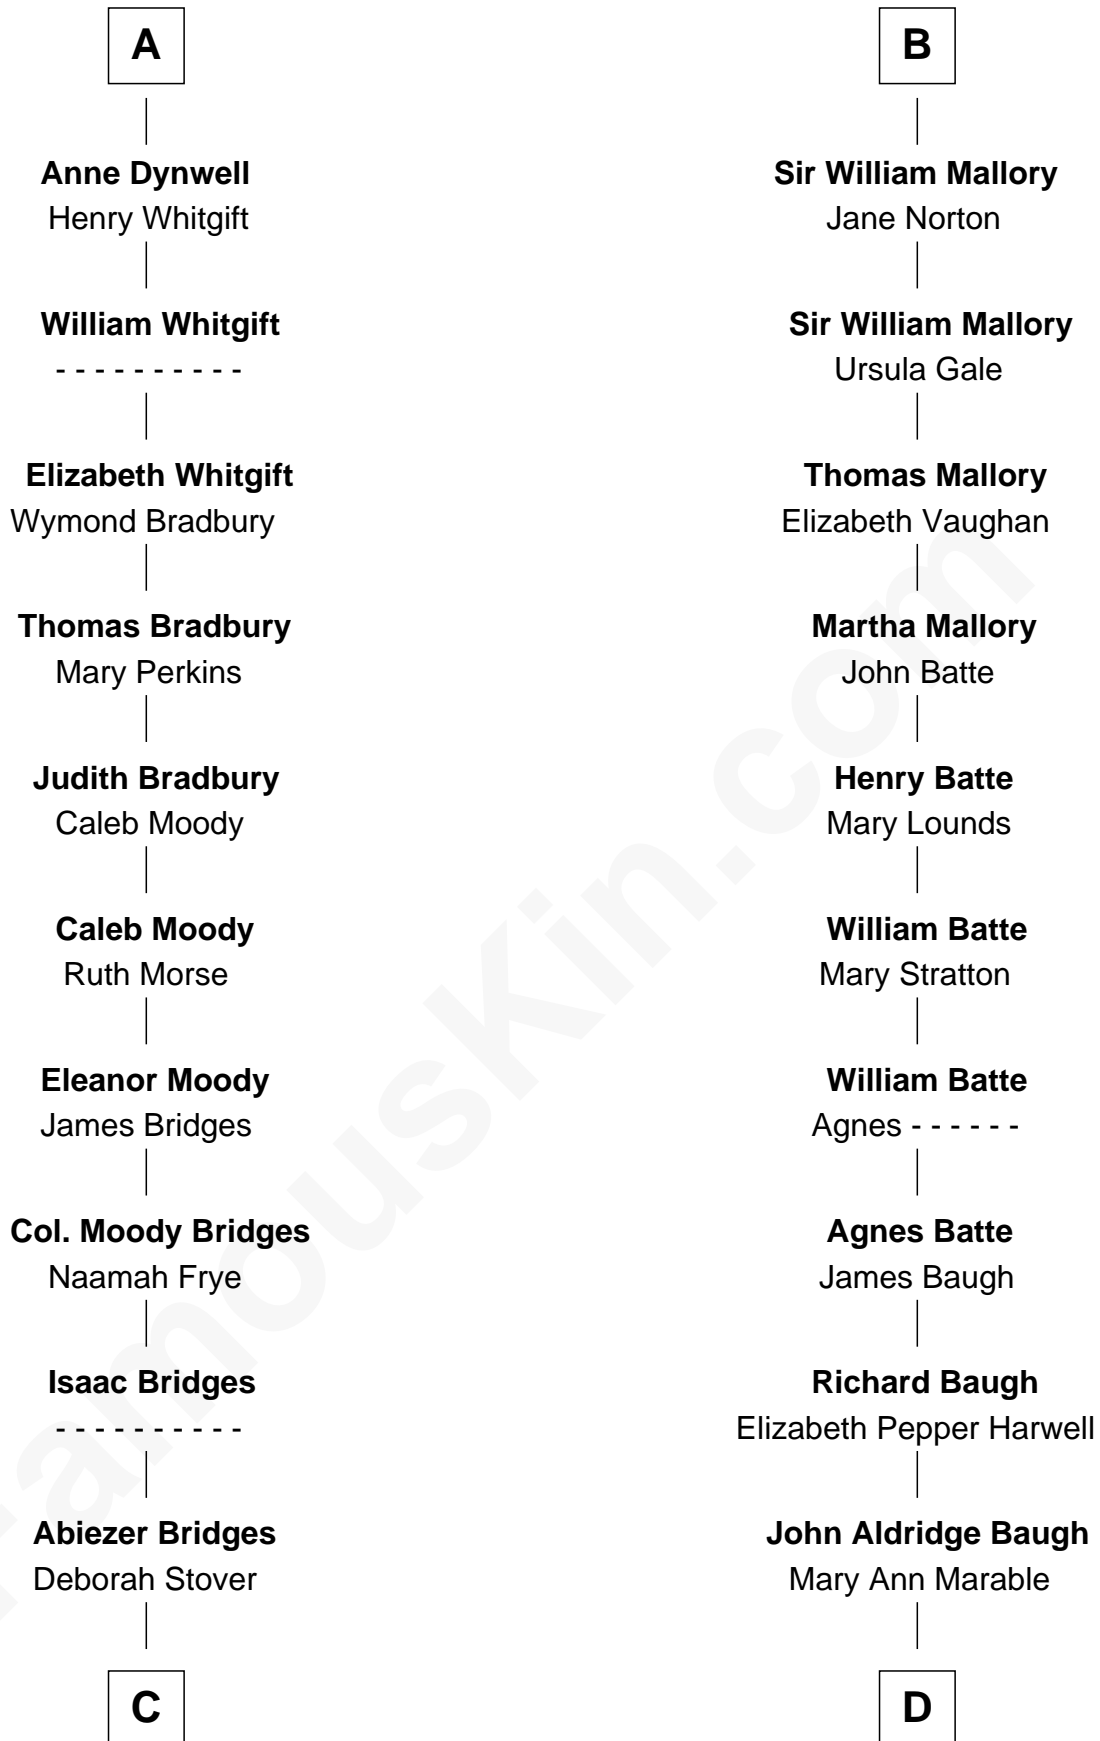 A
Anne Dynwell
Henry Whitgift
William Whitgift
- - - - - - - - - -
Elizabeth Whitgift
Wymond Bradbury
Thomas Bradbury
Mary Perkins
Judith Bradbury
Caleb Moody
Caleb Moody
Ruth Morse
Eleanor Moody
James Bridges
Col. Moody Bridges
Naamah Frye
Isaac Bridges
- - - - - - - - - -
Abiezer Bridges
Deborah Stover
C
B
Sir William Mallory
Jane Norton
Sir William Mallory
Ursula Gale
Thomas Mallory
Elizabeth Vaughan
Martha Mallory
John Batte
Henry Batte
Mary Lounds
William Batte
Mary Stratton
William Batte
Agnes - - - - - -
Agnes Batte
James Baugh
Richard Baugh
Elizabeth Pepper Harwell
John Aldridge Baugh
Mary Ann Marable
D
FamousKin.com